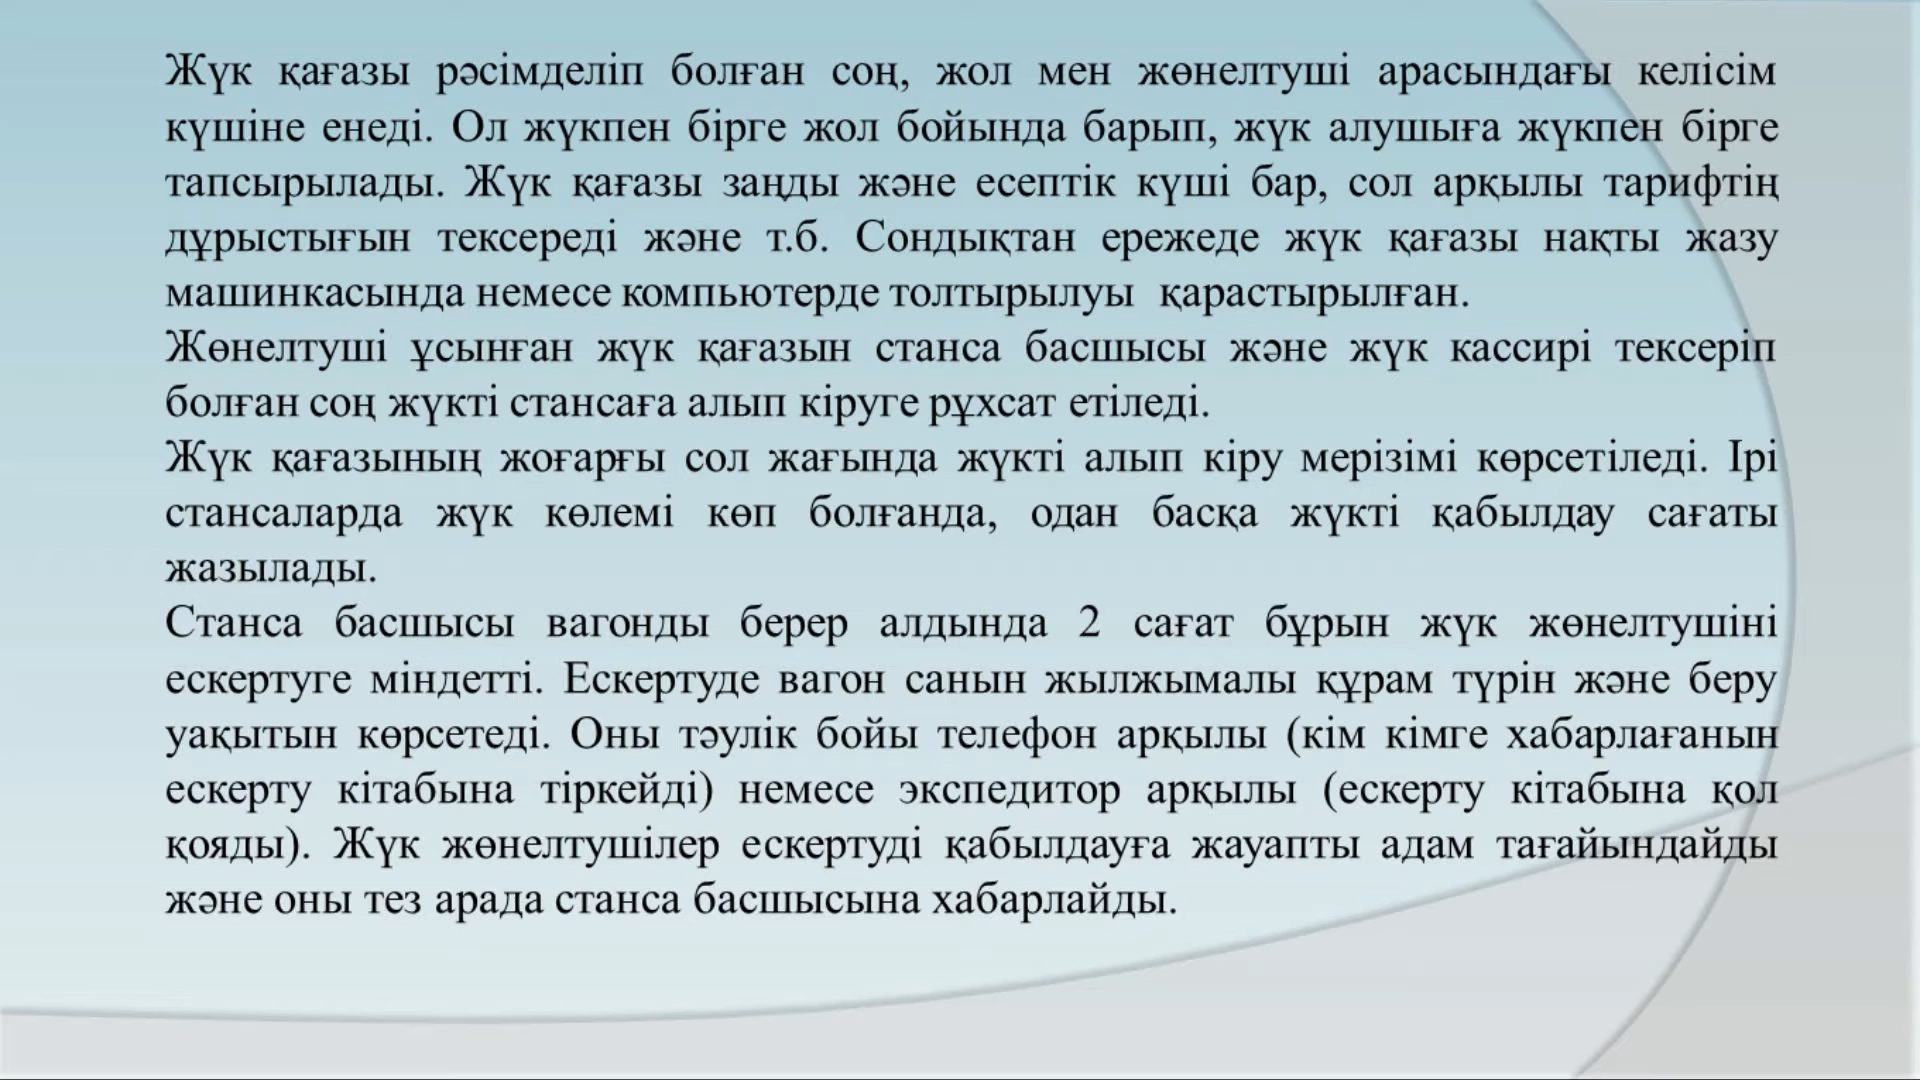 Жүк қағазы рәсімделіп болған соң, жол мен жөнелтуші арасындағы келісім
күшіне енеді. Ол жүкпен бірге жол бойында барып, жүк алушыға жүкпен бірге
тапсырылады. Жүк қағазы заңды және есептік күші бар, сол арқылы тарифтің
дұрыстығын тексереді және т.б. Сондықтан ережеде жүк қағазы нақты жазу
машинкасында немесе компьютерде толтырылуы қарастырылған.
Жөнелтуші ұсынған жүк қағазын станса басшысы және жүк кассирі тексеріп
болған соң жүкті стансаға алып кіруге рұхсат етіледі.
Жүк қағазының жоғарғы сол жағында жүкті алып кіру мерізімі көрсетіледі. Ірі
стансаларда жүк көлемі көп болғанда, одан басқа жүкті қабылдау сағаты
жазылады.
Станса басшысы вагонды берер алдында 2 сағат бұрын жүк жөнелтушіні
ескертуге міндетті. Ескертуде вагон санын жылжымалы құрам түрін және беру
уақытын көрсетеді. Оны тәулік бойы телефон арқылы (кім кімге хабарлағанын
ескерту кітабына тіркейді) немесе экспедитор арқылы (ескерту кітабына қол
қояды). Жүк жөнелтушілер ескертуді қабылдауға жауапты адам тағайындайды
және оны тез арада станса басшысына хабарлайды.